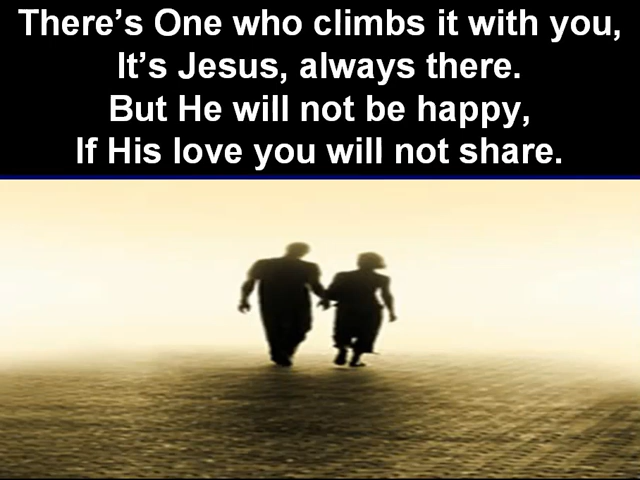 There’s One who climbs it with you,
It’s Jesus, always there.
But He will not be happy,
If His love you will not share.